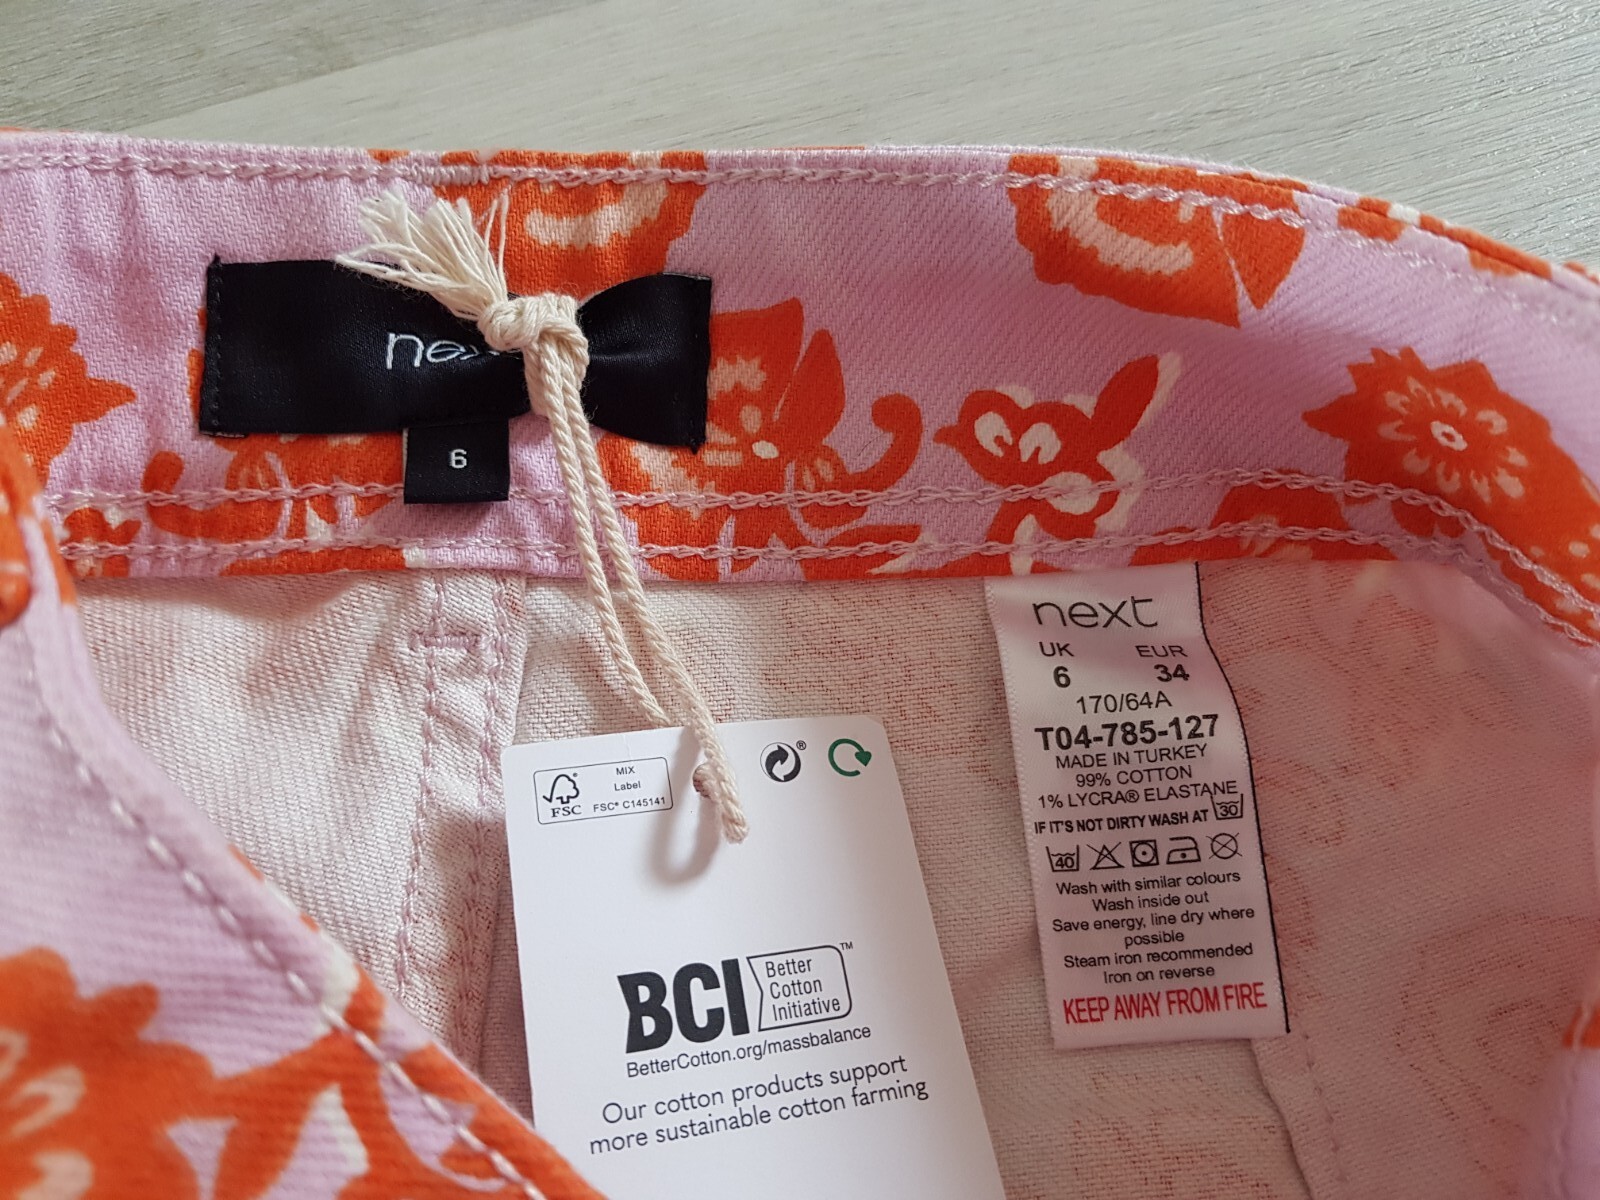 next
6
next
UK EUR
6 34
170/64A
T04-785-127
MADE IN TURKEY
99% COTTON
1% LYCRA® ELASTANE
IF IT'S NOT DIRTY WASH AT 30
40
Wash with similar colours
Wash inside out
Save energy, line dry where
possible
Steam iron recommended
Iron on reverse
KEEP AWAY FROM FIRE
FSC
MIX
Label
FSC® C145141
®
BCI
Better
Cotton
Initiative™
BetterCotton.org/massbalance
Our cotton products support
more sustainable cotton farming